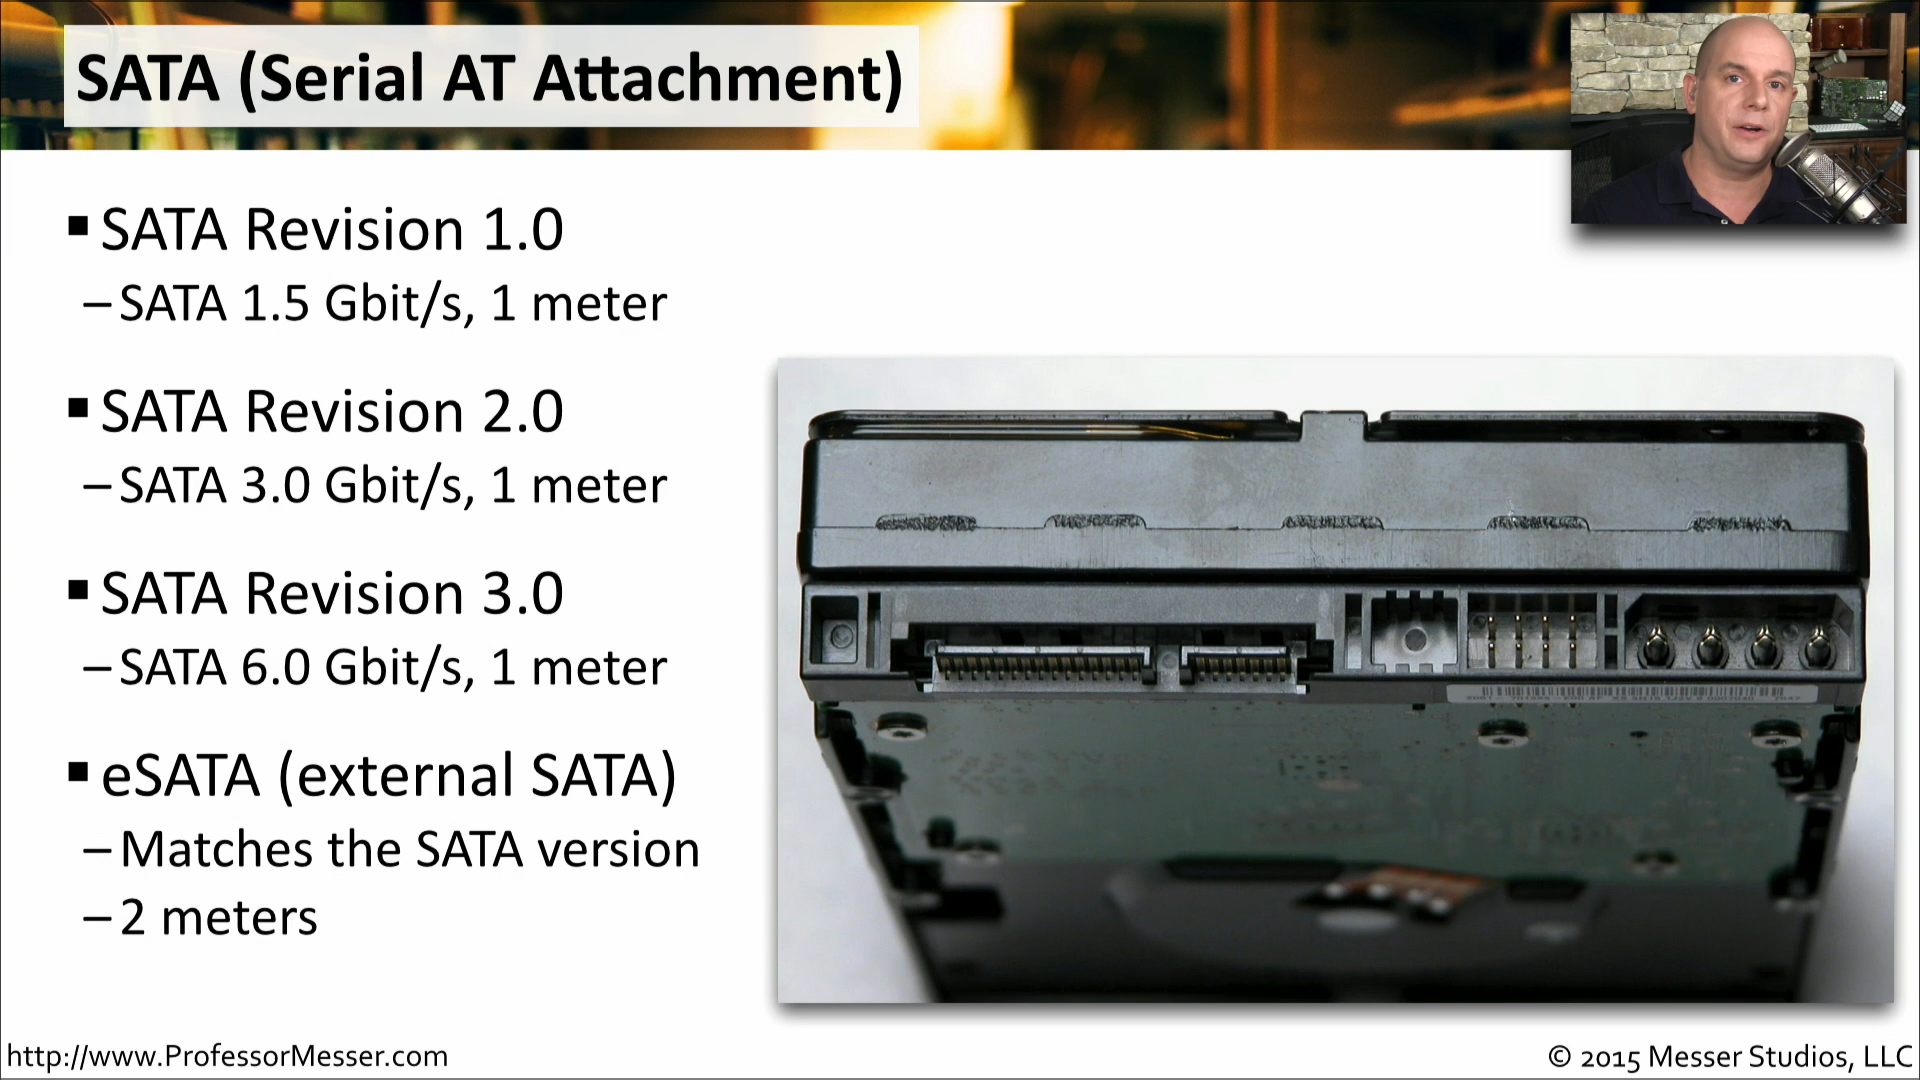 SATA (Serial AT Attachment)
▪ SATA Revision 1.0
– SATA 1.5 Gbit/s, 1 meter
▪ SATA Revision 2.0
– SATA 3.0 Gbit/s, 1 meter
▪ SATA Revision 3.0
– SATA 6.0 Gbit/s, 1 meter
▪ eSATA (external SATA)
– Matches the SATA version
– 2 meters
http://www.ProfessorMesser.com
© 2015 Messer Studios, LLC